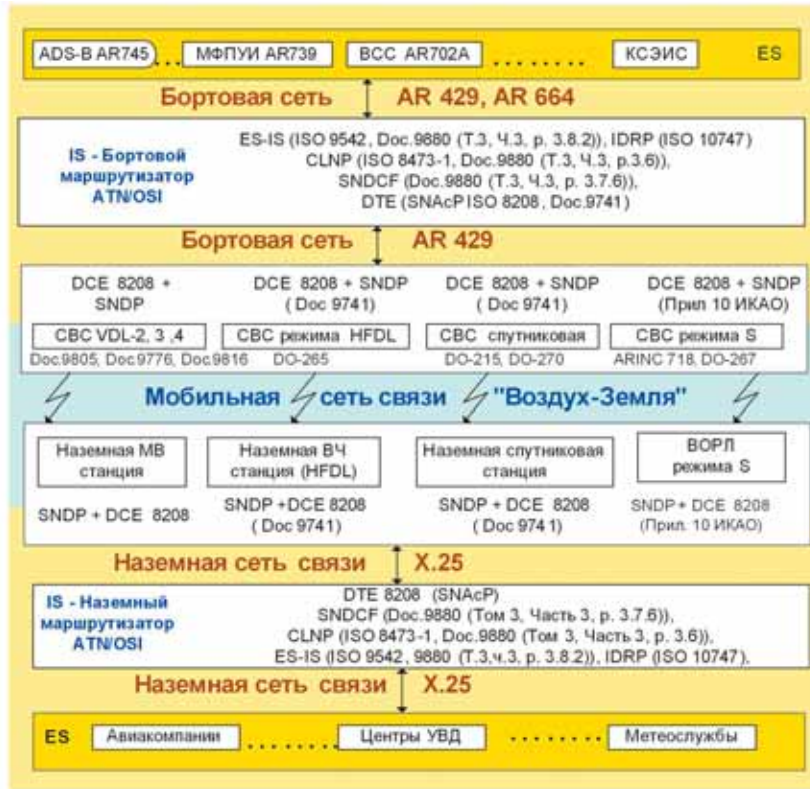 ADS-B AR745 ... МФПУИ AR739 ВСС AR702A ........ КСЭИС ES
Бортовая сеть AR 429, AR 664
IS - Бортовой маршрутизатор ATN/OSI
ES-IS (ISO 9542, Doc.9880 (Т.3, Ч.3, р. 3.8.2)), IDRP (ISO 10747)
CLNP (ISO 8473-1, Doc.9880 (Т.3, Ч.3, р.3.6)),
SNDCF (Doc.9880 (Т.3, Ч.3, р. 3.7.6)),
DTE (SNAcP ISO 8208, Doc.9741)
Бортовая сеть AR 429
DCE 8208 +
SNDP
DCE 8208 + SNDP
( Doc 9741)
DCE 8208 + SNDP
( Doc 9741)
DCE 8208 + SNDP
(Прил 10 ИКАО)
СВС VDL-2, 3 ,4
Doc.9805, Doc.9776, Doc.9816
СВС режима HFDL
DO-265
СВС спутниковая
DO-215, DO-270
СВС режима S
ARINC 718, DO-267
Мобильная сеть связи "Воздух-Земля"
Наземная МВ
станция
SNDP + DCE 8208
Наземная ВЧ
станция (HFDL)
SNDP +DCE 8208
( Doc 9741)
Наземная спутниковая
станция
SNDP + DCE 8208
( Doc 9741)
ВОРЛ
режима S
SNDP + DCE 8208
(Прил. 10 ИКАО)
Наземная сеть связи X.25
IS - Наземный
маршрутизатор
ATN/OSI
DTE 8208 (SNAcP)
SNDCF (Doc.9880 (Том 3, Часть 3, р. 3.7.6)),
CLNP (ISO 8473-1, Doc.9880 (Том 3, Часть 3, р. 3.6)),
ES-IS (ISO 9542, 9880 (Т.3,ч.3, р. 3.8.2)), IDRP (ISO 10747),
Наземная сеть связи X.25
ES Авиакомпании ........ Центры УВД ........ Метеослужбы